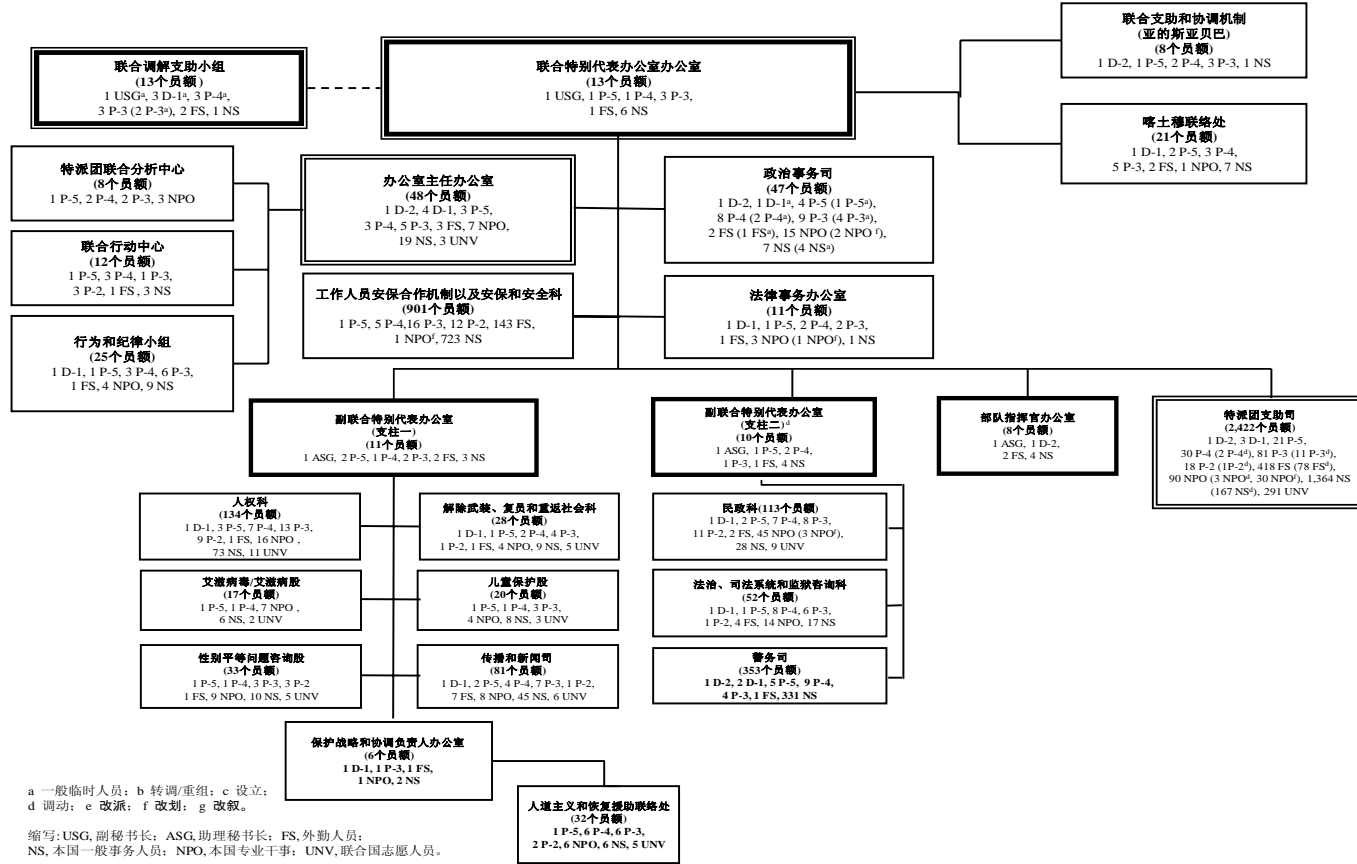 联合支助和协调机制
(亚的斯亚贝巴)
(8个员额)
1 D-2, 1 P-5, 2 P-4, 3 P-3, 1 NS
联合调解支助小组
(13个员额)
1 USGᵃ, 3 D-1ᵃ, 3 P-4ᵃ,
3 P-3 (2 P-3ᵃ), 2 FS, 1 NS
联合特别代表办公室办公室
(13个员额)
1 USG, 1 P-5, 1 P-4, 3 P-3,
1 FS, 6 NS
喀土穆联络处
(21个员额)
1 D-1, 2 P-5, 3 P-4,
5 P-3, 2 FS, 1 NPO, 7 NS
特派团联合分析中心
(8个员额)
1 P-5, 2 P-4, 2 P-3, 3 NPO
办公室主任办公室
(48个员额)
1 D-2, 4 D-1, 3 P-5,
3 P-4, 5 P-3, 3 FS, 7 NPO,
19 NS, 3 UNV
政治事务司
(47个员额)
1 D-2, 1 D-1ᵃ, 4 P-5 (1 P-5ᵃ),
8 P-4 (2 P-4ᵃ), 9 P-3 (4 P-3ᵃ),
2 FS (1 FSᵃ), 15 NPO (2 NPO ᶠ),
7 NS (4 NSᵃ)
联合行动中心
(12个员额)
1 P-5, 3 P-4, 1 P-3,
3 P-2, 1 FS , 3 NS
工作人员安保合作机制以及安保和安全科
(901个员额)
1 P-5, 5 P-4,16 P-3, 12 P-2, 143 FS,
1 NPOᶠ, 723 NS
法律事务办公室
(11个员额)
1 D-1, 1 P-5, 2 P-4, 2 P-3,
1 FS, 3 NPO (1 NPOᶠ), 1 NS
行为和纪律小组
(25个员额)
1 D-1, 1 P-5, 3 P-4, 6 P-3,
1 FS, 4 NPO, 9 NS
副联合特别代表办公室
(支柱一)
(11个员额)
1 ASG, 2 P-5, 1 P-4, 2 P-3, 2 FS, 3 NS
副联合特别代表办公室
(支柱二)ᵈ
(10个员额)
1 ASG, 1 P-5, 2 P-4,
1 P-3, 1 FS, 4 NS
部队指挥官办公室
(8个员额)
1 ASG, 1 D-2,
2 FS, 4 NS
特派团支助司
(2,422个员额)
1 D-2, 3 D-1, 21 P-5,
30 P-4 (2 P-4ᵈ), 81 P-3 (11 P-3ᵈ),
18 P-2 (1P-2ᵈ), 418 FS (78 FSᵈ),
90 NPO (3 NPOᵈ, 30 NPOᶠ), 1,364 NS
(167 NSᵈ), 291 UNV
人权科
(134个员额)
1 D-1, 3 P-5, 7 P-4, 13 P-3,
9 P-2, 1 FS, 16 NPO ,
73 NS, 11 UNV
解除武装、复员和重返社会科
(28个员额)
1 D-1, 1 P-5, 2 P-4, 4 P-3,
1 P-2, 1 FS, 4 NPO, 9 NS, 5 UNV
民政科(113个员额)
1 D-1, 2 P-5, 7 P-4, 8 P-3,
11 P-2, 2 FS, 45 NPO (3 NPOᶠ),
28 NS, 9 UNV
艾滋病毒/艾滋病股
(17个员额)
1 P-5, 1 P-4, 7 NPO ,
6 NS, 2 UNV
儿童保护股
(20个员额)
1 P-5, 1 P-4, 3 P-3,
4 NPO, 8 NS, 3 UNV
法治、司法系统和监狱咨询科
(52个员额)
1 D-1, 1 P-5, 8 P-4, 6 P-3,
1 P-2, 4 FS, 14 NPO, 17 NS
性别平等问题咨询股
(33个员额)
1 P-5, 1 P-4, 3 P-3, 3 P-2
1 FS, 9 NPO, 10 NS, 5 UNV
传播和新闻司
(81个员额)
1 D-1, 2 P-5, 4 P-4, 7 P-3, 1 P-2,
7 FS, 8 NPO, 45 NS, 6 UNV
警务司
(353个员额)
1 D-2, 2 D-1, 5 P-5, 9 P-4,
4 P-3, 1 FS, 331 NS
保护战略和协调负责人办公室
(6个员额)
1 D-1, 1 P-3, 1 FS,
1 NPO, 2 NS
人道主义和恢复援助联络处
(32个员额)
1 P-5, 6 P-4, 6 P-3,
2 P-2, 6 NPO, 6 NS, 5 UNV
a 一般临时人员；b 转调/重组；c 设立；
d 调动；e 改派；f 改划；g 改叙。
缩写: USG, 副秘书长；ASG, 助理秘书长；FS, 外勤人员；
NS, 本国一般事务人员；NPO, 本国专业干事；UNV, 联合国志愿人员。